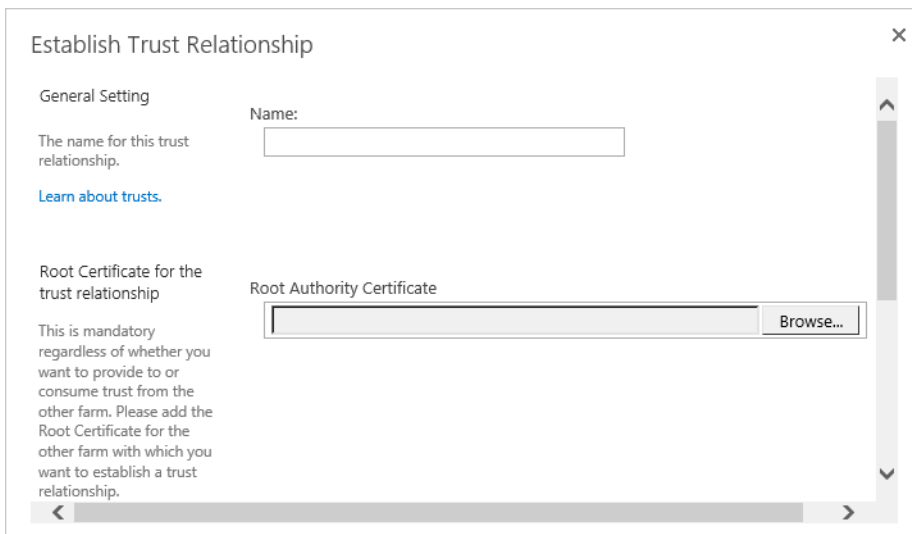 Establish Trust Relationship
General Setting
Name:
The name for this trust
relationship.
Learn about trusts.
Root Certificate for the
trust relationship
Root Authority Certificate
Browse...
This is mandatory
regardless of whether you
want to provide to or
consume trust from the
other farm. Please add the
Root Certificate for the
other farm with which you
want to establish a trust
relationship.